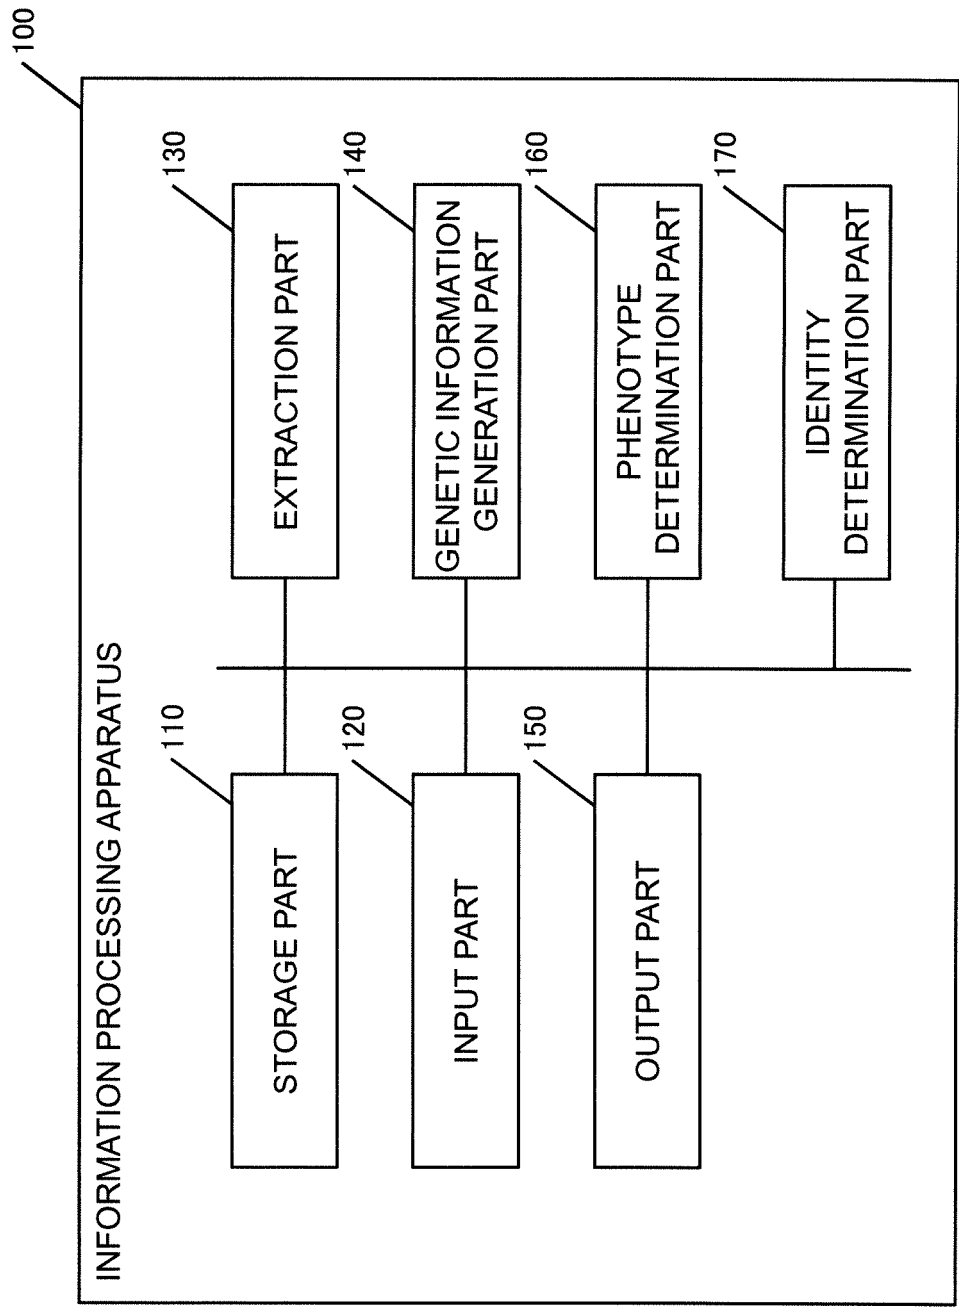 100
INFORMATION PROCESSING APPARATUS
110
STORAGE PART
130
EXTRACTION PART
120
INPUT PART
140
GENETIC INFORMATION
GENERATION PART
150
OUTPUT PART
160
PHENOTYPE
DETERMINATION PART
170
IDENTITY
DETERMINATION PART